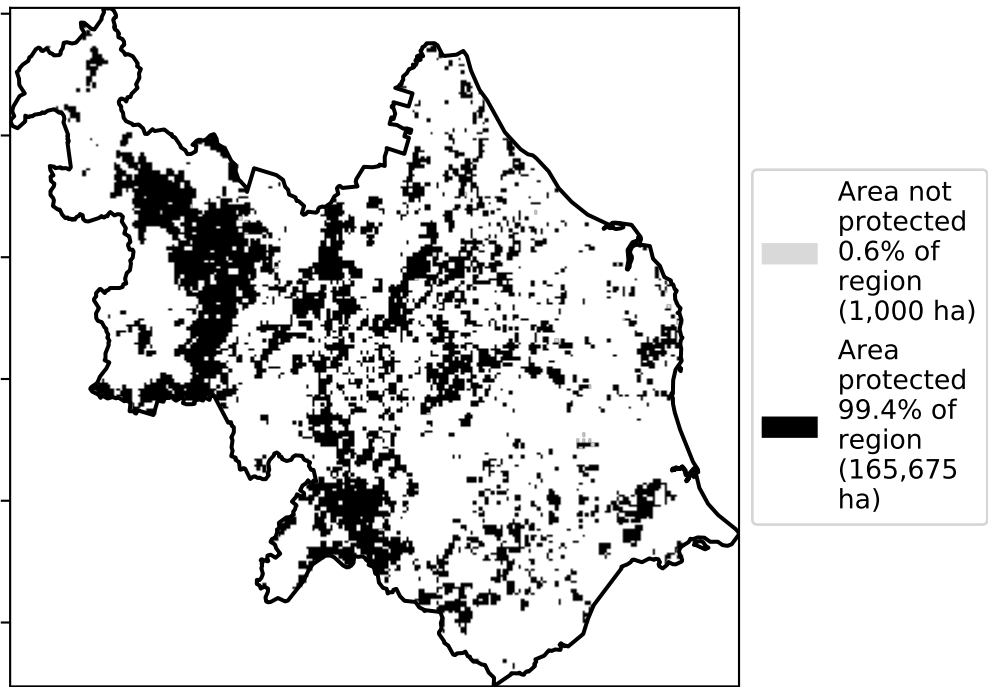 Area not
protected
0.6% of
region
(1,000 ha)
Area
protected
99.4% of
region
(165,675
ha)